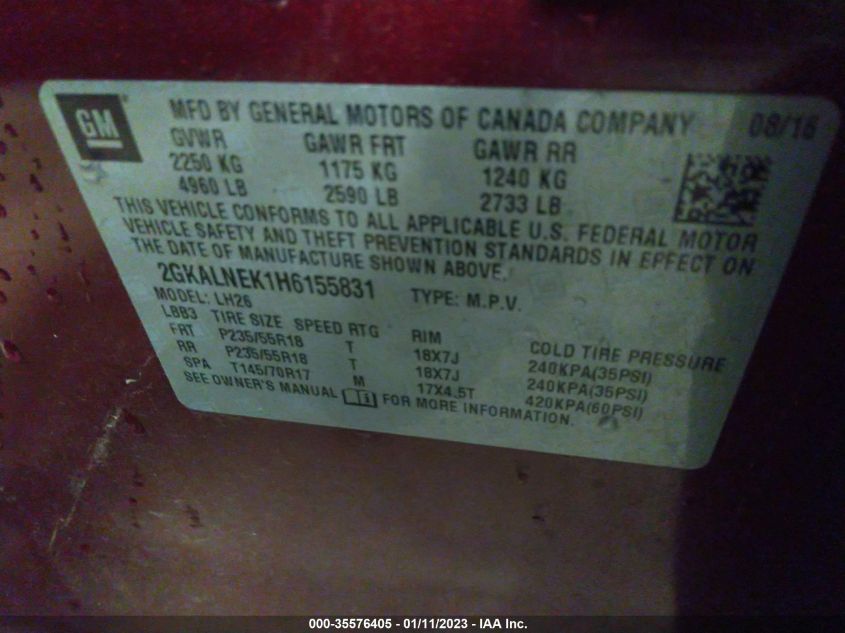 GM
MFD BY GENERAL MOTORS OF CANADA COMPANY 08/16
GVWR GAWR FRT GAWR RR
2250 KG 1175 KG 1240 KG
4960 LB 2590 LB 2733 LB
THIS VEHICLE CONFORMS TO ALL APPLICABLE U.S. FEDERAL MOTOR
VEHICLE SAFETY AND THEFT PREVENTION STANDARDS IN EFFECT ON
THE DATE OF MANUFACTURE SHOWN ABOVE.
2GKALNEK1H6155831 TYPE: M.P.V.
MODEL: LH26
LBB3 TIRE SIZE SPEED RTG RIM COLD TIRE PRESSURE
FRT P235/55R18 T 18X7J 240KPA(35PSI)
RR P235/55R18 T 18X7J 240KPA(35PSI)
SPA T145/70R17 M 17X4.5T 420KPA(60PSI)
SEE OWNER'S MANUAL FOR MORE INFORMATION.
000-35576405 - 01/11/2023 - IAA Inc.